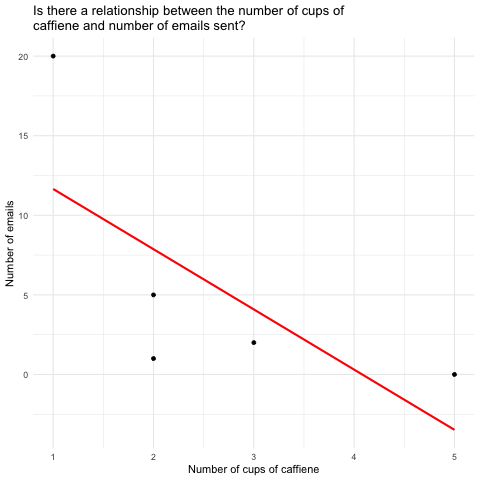 Is there a relationship between the number of cups of
caffiene and number of emails sent?
20
15
10
5
0
Number of emails
1
2
3
4
5
Number of cups of caffiene